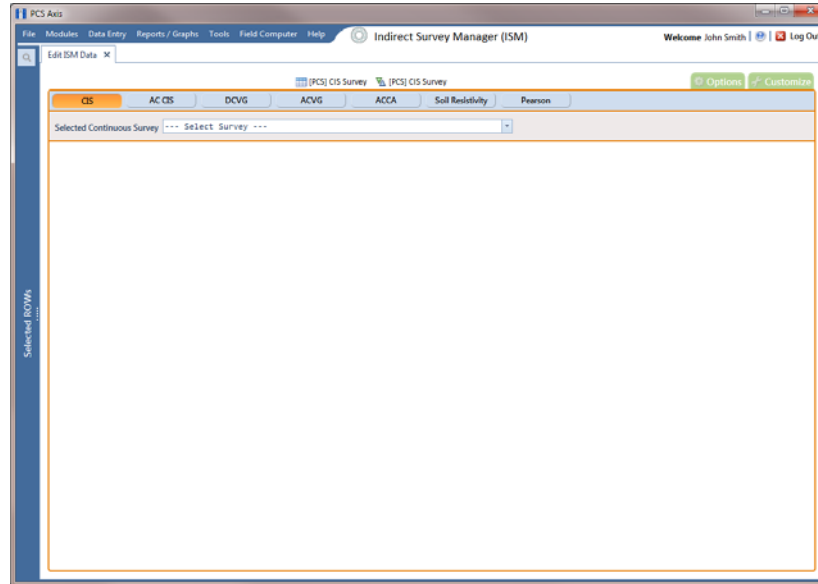 PCS Axis
File Modules Data Entry Reports / Graphs Tools Field Computer Help Indirect Survey Manager (ISM) Welcome John Smith | | Log Out
Edit ISM Data
[PCS] CIS Survey [PCS] CIS Survey Options Customize
CIS AC CIS DCVG ACVG ACCA Soil Resistivity Pearson
Selected Continuous Survey --- Select Survey ---
Selected ROWs